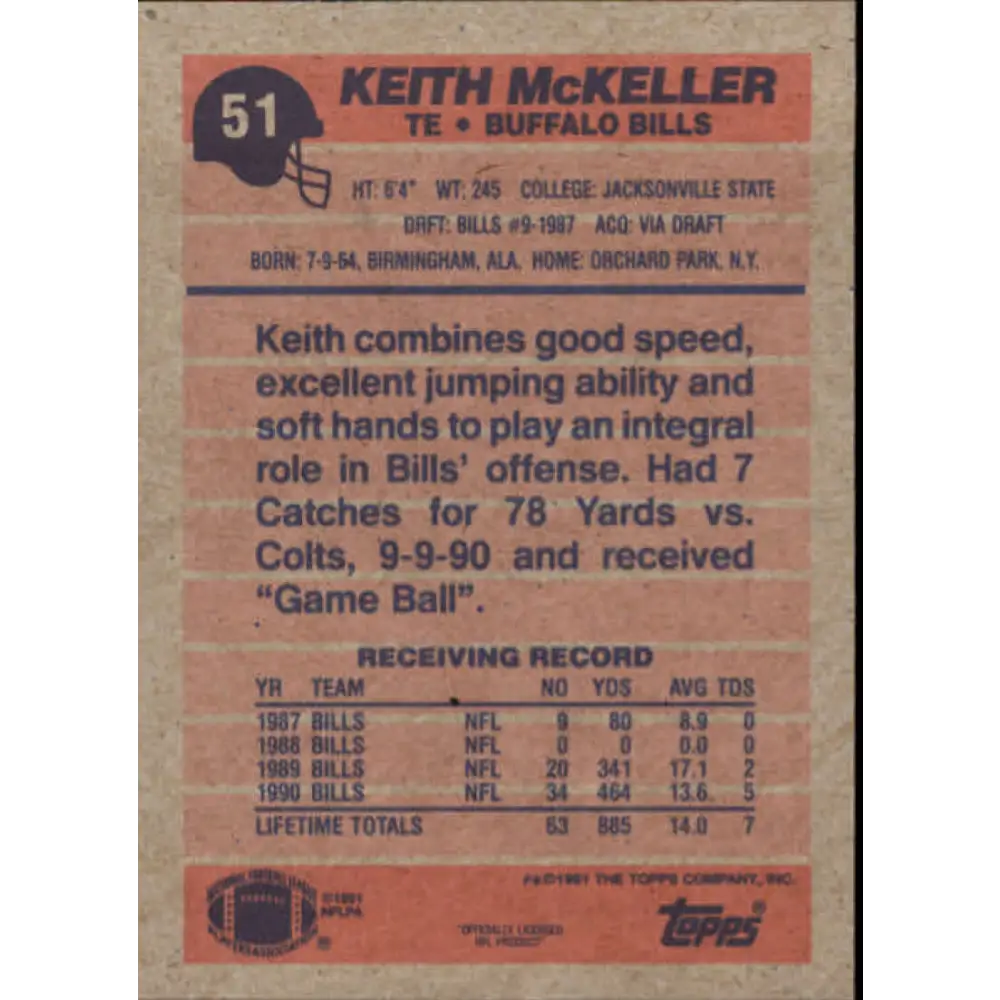 51
KEITH McKELLER
TE • BUFFALO BILLS
HT: 6'4" WT: 245 COLLEGE: JACKSONVILLE STATE
DRFT: BILLS #9-1987 ACQ: VIA DRAFT
BORN: 7-9-64, BIRMINGHAM, ALA. HOME: ORCHARD PARK, N.Y.
Keith combines good speed,
excellent jumping ability and
soft hands to play an integral
role in Bills' offense. Had 7
Catches for 78 Yards vs.
Colts, 9-9-90 and received
"Game Ball".
RECEIVING RECORD
YR TEAM NO YDS AVG TDS
1987 BILLS NFL 9 80 8.9 0
1988 BILLS NFL 0 0 0.0 0
1989 BILLS NFL 20 341 17.1 2
1990 BILLS NFL 34 464 13.6 5
LIFETIME TOTALS 63 885 14.0 7
©1991 THE TOPPS COMPANY, INC.
©1991
NFLPA
"OFFICIALLY LICENSED
NFL PRODUCT"
topps®